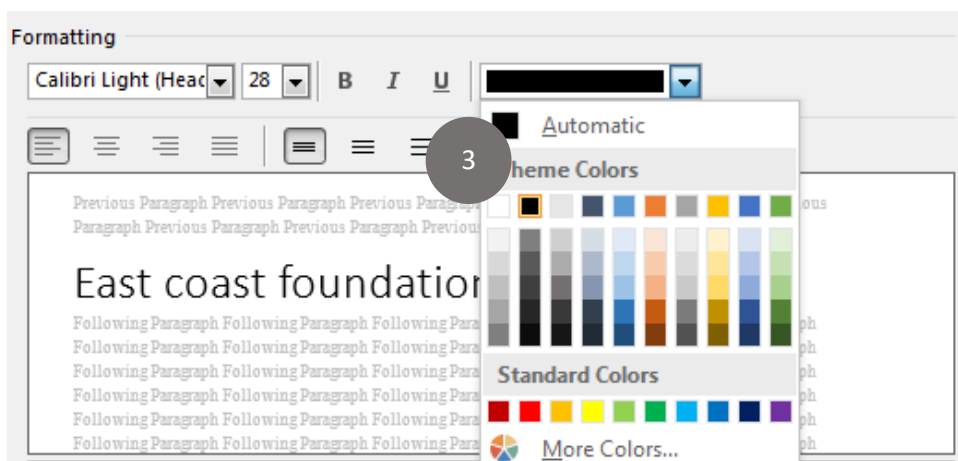 Formatting
Calibri Light (Head 28 B I U
Automatic
3
heme Colors
Previous Paragraph Previous Paragraph Previous Paragraph ous
Paragraph Previous Paragraph Previous Paragraph Previou
East coast foundation
Following Paragraph Following Paragraph Following Para ph
Following Paragraph Following Paragraph Following Para ph
Following Paragraph Following Paragraph Following Para ph
Standard Colors
Following Paragraph Following Paragraph Following Para ph
Following Paragraph Following Paragraph Following Para ph
Following Paragraph Following Paragraph Following Para ph
More Colors...